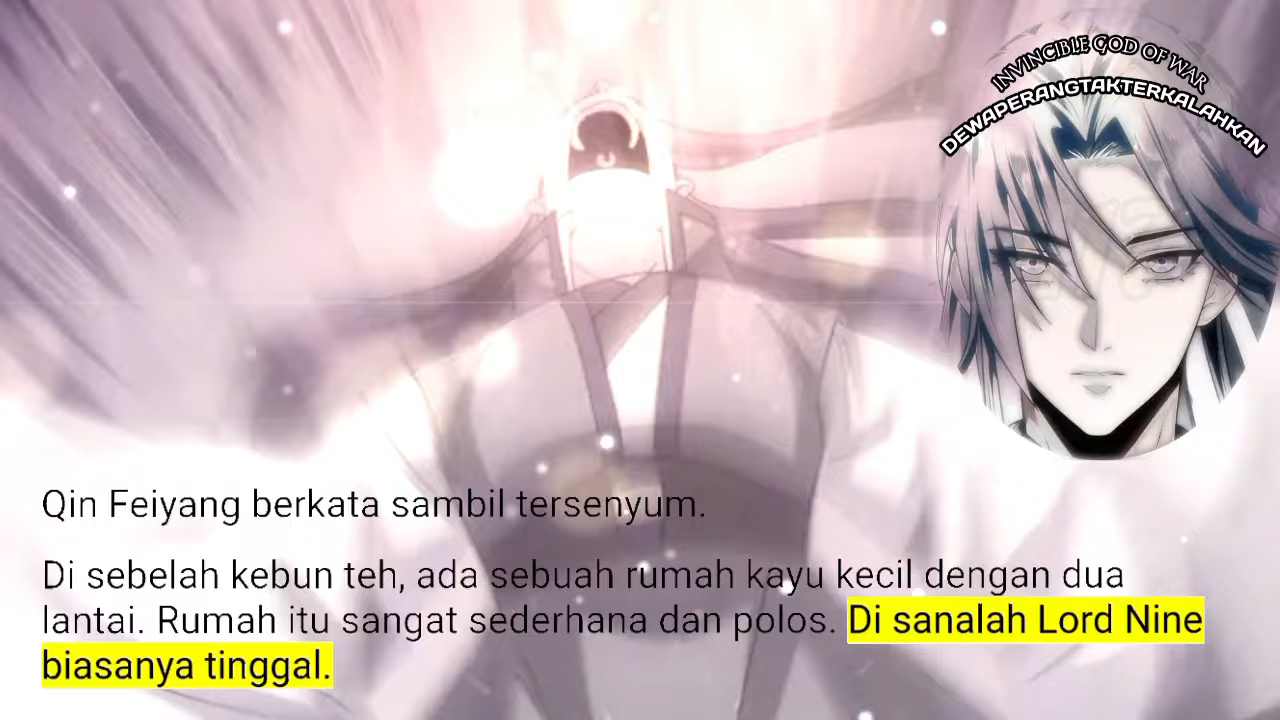 INVINCIBLE GOD OF WAR
DEWAPERANGTAKTERKALAHKAN
Qin Feiyang berkata sambil tersenyum.
Di sebelah kebun teh, ada sebuah rumah kayu kecil dengan dua
lantai. Rumah itu sangat sederhana dan polos. Di sanalah Lord Nine
biasanya tinggal.